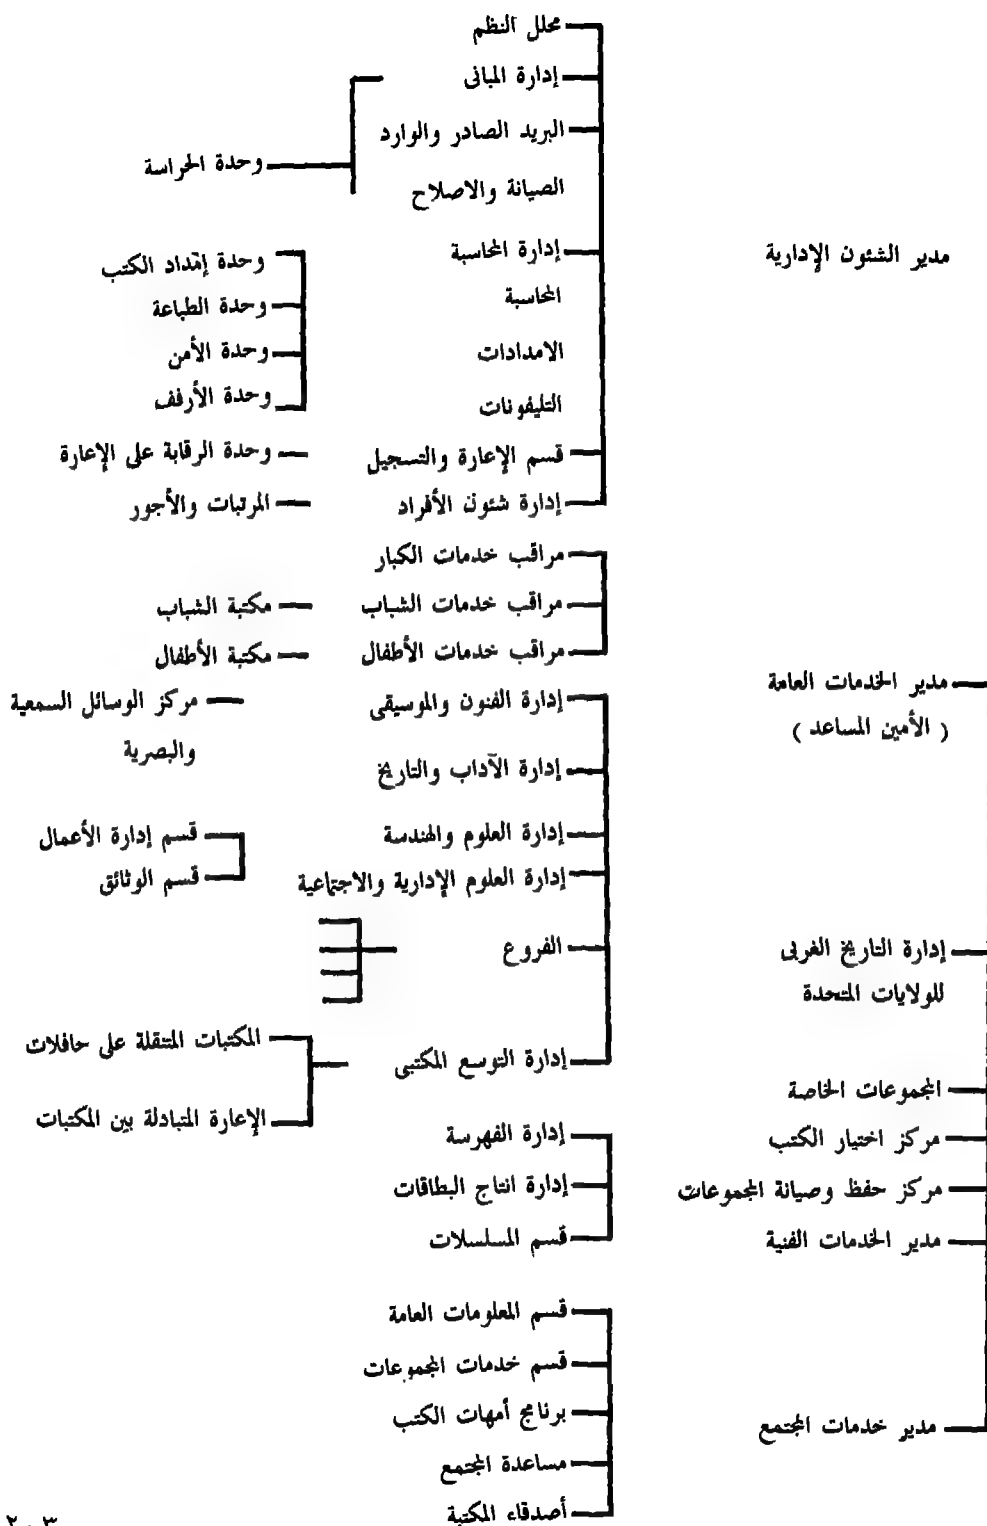 محلل النظم
إدارة المبانى
البريد الصادر والوارد
وحدة الحراسة
الصيانة والاصلاح
مدير الشئون الإدارية
إدارة المحاسبة
وحدة إمداد الكتب
المحاسبة
وحدة الطباعة
الامدادات
وحدة الأمن
التليفونات
وحدة الأرفف
قسم الإعارة والتسجيل
وحدة الرقابة على الإعارة
إدارة شئون الأفراد
المرتبات والأجور
مراقب خدمات الكبار
مراقب خدمات الشباب
مكتبة الشباب
مراقب خدمات الأطفال
مكتبة الأطفال
مدير الخدمات العامة
( الأمين المساعد )
إدارة الفنون والموسيقى
مركز الوسائل السمعية
والبصرية
إدارة الآداب والتاريخ
إدارة العلوم والهندسة
قسم إدارة الأعمال
إدارة العلوم الإدارية والاجتماعية
قسم الوثائق
إدارة التاريخ الغربى
للولايات المتحدة
الفروع
المكتبات المتنقلة على حافلات
إدارة التوسع المكتبى
المجموعات الخاصة
الإعارة المتبادلة بين المكتبات
مركز اختيار الكتب
إدارة الفهرسة
مركز حفظ وصيانة المجموعات
إدارة انتاج البطاقات
مدير الخدمات الفنية
قسم المسلسلات
قسم المعلومات العامة
قسم خدمات المجموعات
مدير خدمات المجتمع
برنامج أمهات الكتب
مساعدة المجتمع
أصدقاء المكتبة
٢٠٣